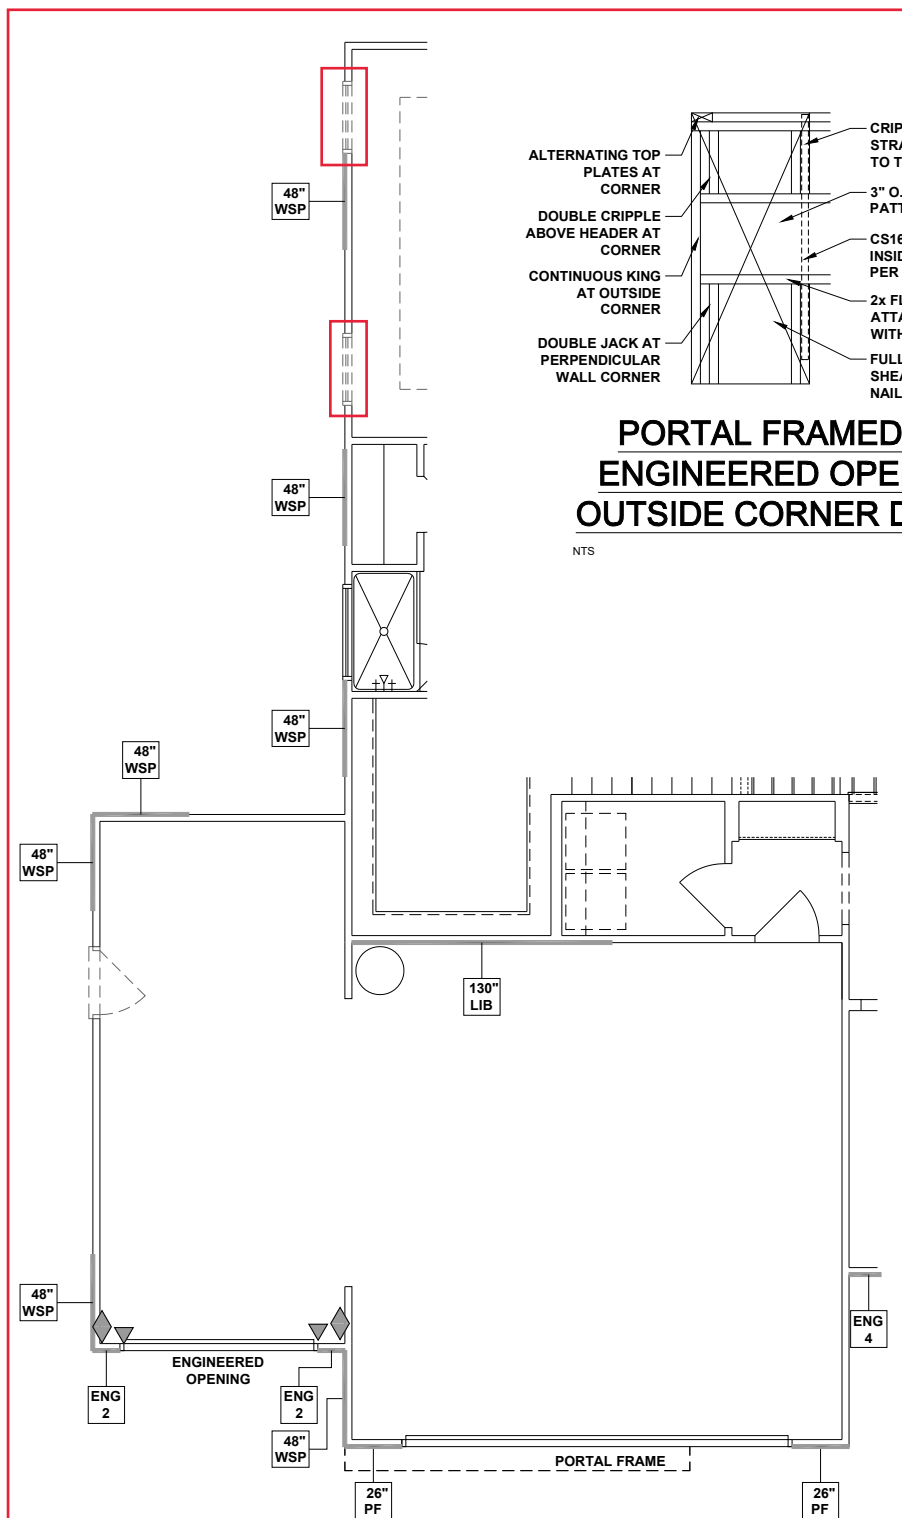 ALTERNATING TOP
PLATES AT
CORNER
DOUBLE CRIPPLE
ABOVE HEADER AT
CORNER
CONTINUOUS KING
AT OUTSIDE
CORNER
DOUBLE JACK AT
PERPENDICULAR
WALL CORNER
CRIP
STRA
TO T
3" O.
PATT
CS16
INSID
PER
2x FL
ATTA
WITH
FULL
SHEA
NAIL
PORTAL FRAMED
ENGINEERED OPE
OUTSIDE CORNER D
NTS
48"
WSP
48"
WSP
48"
WSP
48"
WSP
48"
WSP
130"
LIB
48"
WSP
ENG
4
ENGINEERED
OPENING
ENG
2
ENG
2
48"
WSP
PORTAL FRAME
26"
PF
26"
PF